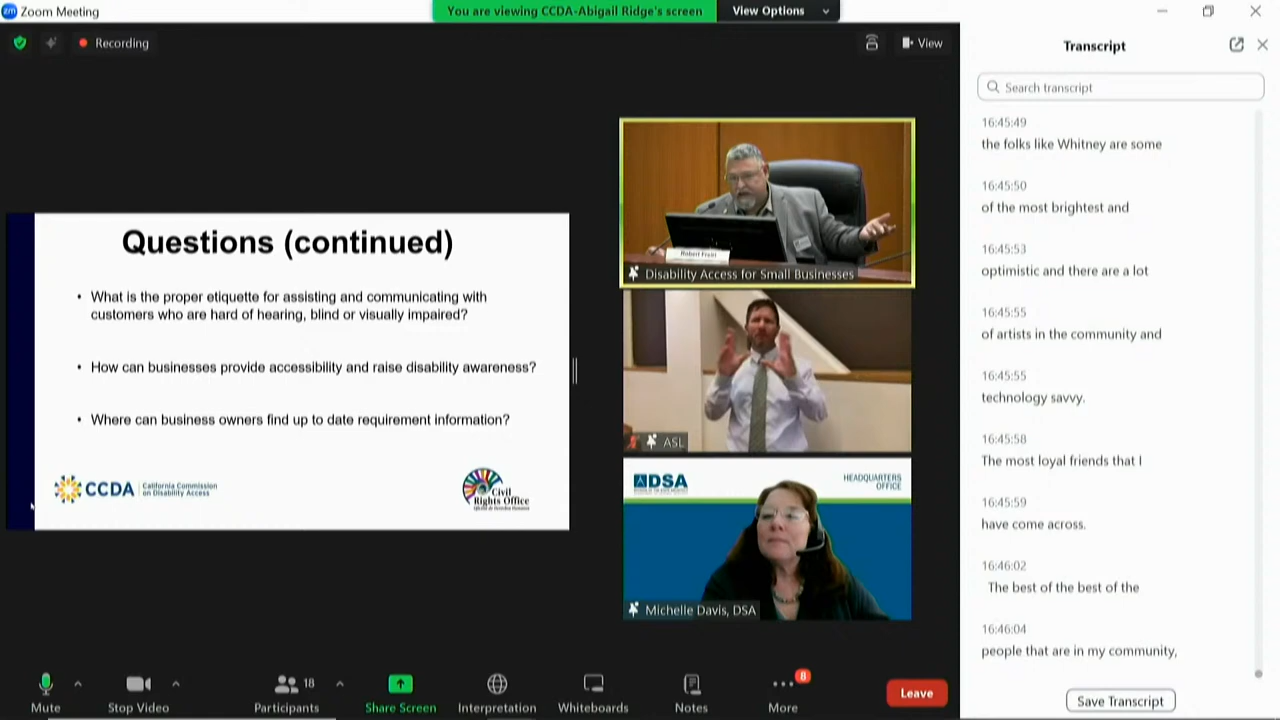 zm Zoom Meeting
You are viewing CCDA-Abigail Ridge's screen
View Options
Recording
View
Transcript
Search transcript
Questions (continued)
• What is the proper etiquette for assisting and communicating with
customers who are hard of hearing, blind or visually impaired?
• How can businesses provide accessibility and raise disability awareness?
• Where can business owners find up to date requirement information?
CCDA California Commission
on Disability Access
Civil
Rights Office
Disability Access for Small Businesses
ASL
DSA
HEADQUARTERS
OFFICE
Michelle Davis, DSA
16:45:49
the folks like Whitney are some
16:45:50
of the most brightest and
16:45:53
optimistic and there are a lot
16:45:55
of artists in the community and
16:45:55
technology savvy.
16:45:58
The most loyal friends that I
16:45:59
have come across.
16:46:02
The best of the best of the
16:46:04
people that are in my community,
Save Transcript
Mute
Stop Video
18
Participants
Share Screen
Interpretation
Whiteboards
Notes
8
More
Leave